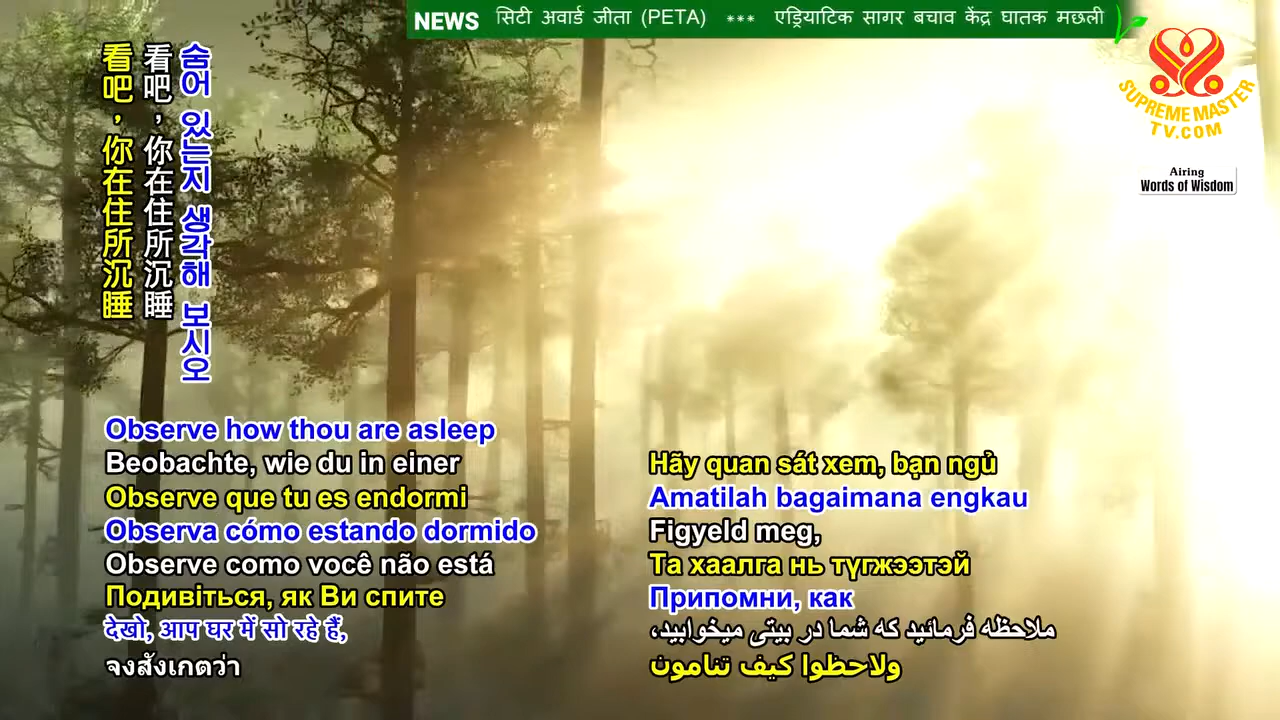 NEWS सिटी अवार्ड जीता (PETA) *** एड्रियाटिक सागर बचाव केंद्र घातक मछली
SUPREME MASTER
TV.COM
Airing
Words of Wisdom
숨어 있는지 생각해 보시오
看吧，你在住所沉睡
看吧，你在住所沉睡
Observe how thou are asleep
Beobachte, wie du in einer
Observe que tu es endormi
Observa cómo estando dormido
Observe como você não está
Подивіться, як Ви спите
देखो, आप घर में सो रहे हैं,
จงสังเกตว่า
Hãy quan sát xem, bạn ngủ
Amatilah bagaimana engkau
Figyeld meg,
Та хаалга нь түгжээтэй
Припомни, как
ملاحظه فرمائید که شما در بیتی میخوابید،
ولاحظوا كيف تنامون